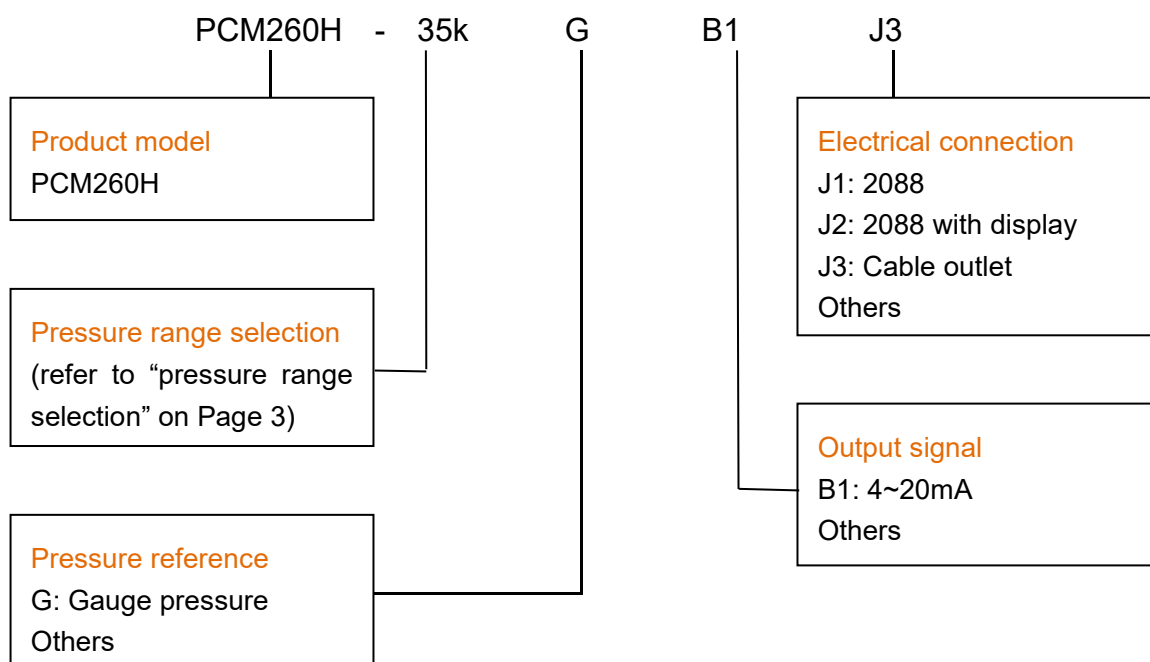 PCM260H - 35k G B1 J3
Product model
PCM260H
Pressure range selection
(refer to “pressure range
selection” on Page 3)
Pressure reference
G: Gauge pressure
Others
Electrical connection
J1: 2088
J2: 2088 with display
J3: Cable outlet
Others
Output signal
B1: 4~20mA
Others